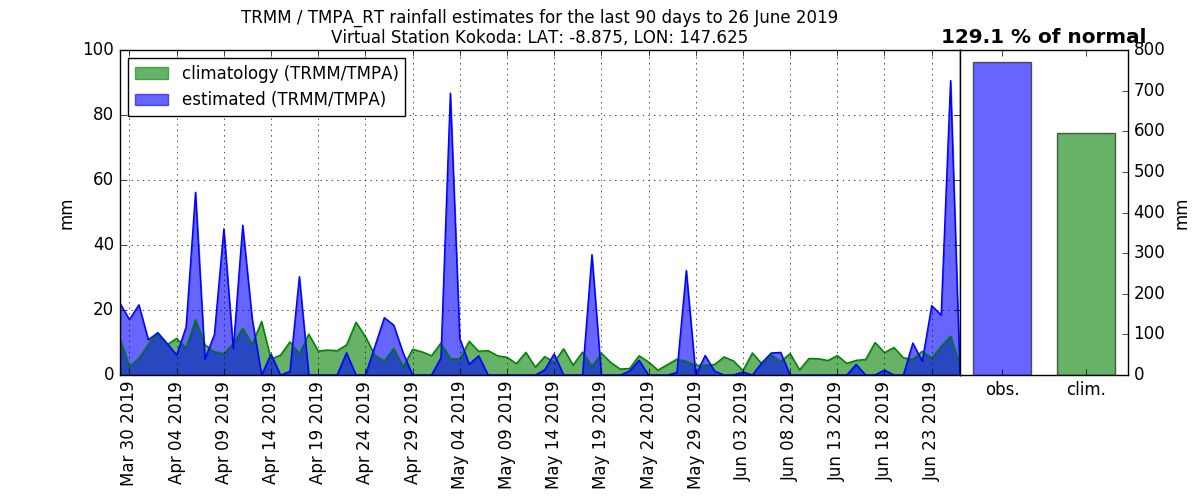 TRMM / TMPA_RT rainfall estimates for the last 90 days to 26 June 2019
Virtual Station Kokoda: LAT: -8.875, LON: 147.625
129.1 % of normal
climatology (TRMM/TMPA)
estimated (TRMM/TMPA)
100
80
60
40
20
0
mm
800
700
600
500
400
300
200
100
0
mm
Mar 30 2019
Apr 04 2019
Apr 09 2019
Apr 14 2019
Apr 19 2019
Apr 24 2019
Apr 29 2019
May 04 2019
May 09 2019
May 14 2019
May 19 2019
May 24 2019
May 29 2019
Jun 03 2019
Jun 08 2019
Jun 13 2019
Jun 18 2019
Jun 23 2019
obs.
clim.